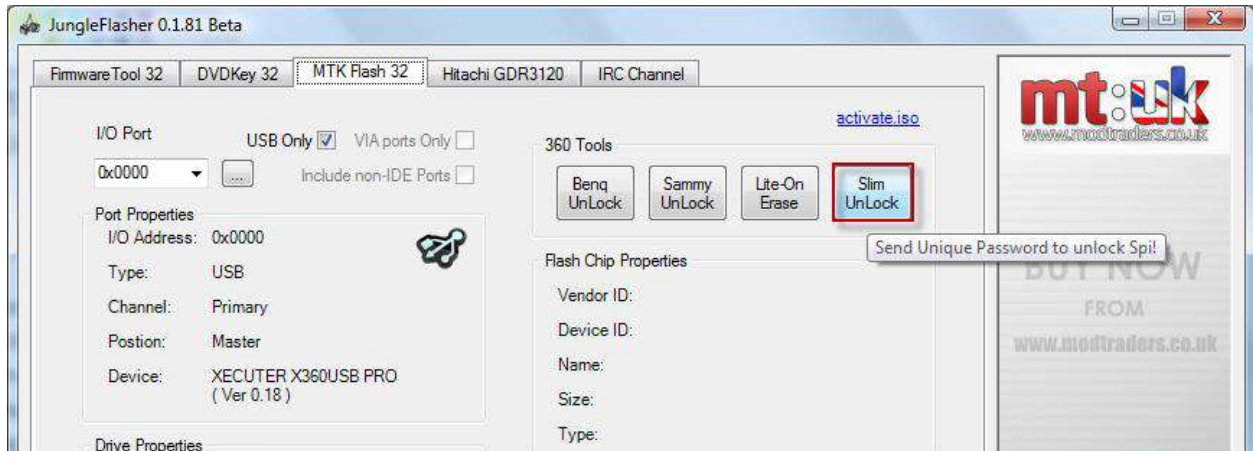 JungleFlasher 0.1.81 Beta
Firmware Tool 32 DVDKey 32 MTK Flash 32 Hitachi GDR3120 IRC Channel
activate.iso
I/O Port USB Only VIA ports Only
0x0000 ... Include non-IDE Ports
360 Tools
Benq UnLock
Sammy UnLock
Lite-On Erase
Slim UnLock
Send Unique Password to unlock Spi!
Port Properties
I/O Address: 0x0000
Type: USB
Channel: Primary
Postion: Master
Device: XECUTER X360USB PRO
( Ver 0.18 )
Drive Properties
Flash Chip Properties
Vendor ID:
Device ID:
Name:
Size:
Type:
mt:uk
www.modtraders.co.uk
BUY NOW
FROM
www.modtraders.co.uk